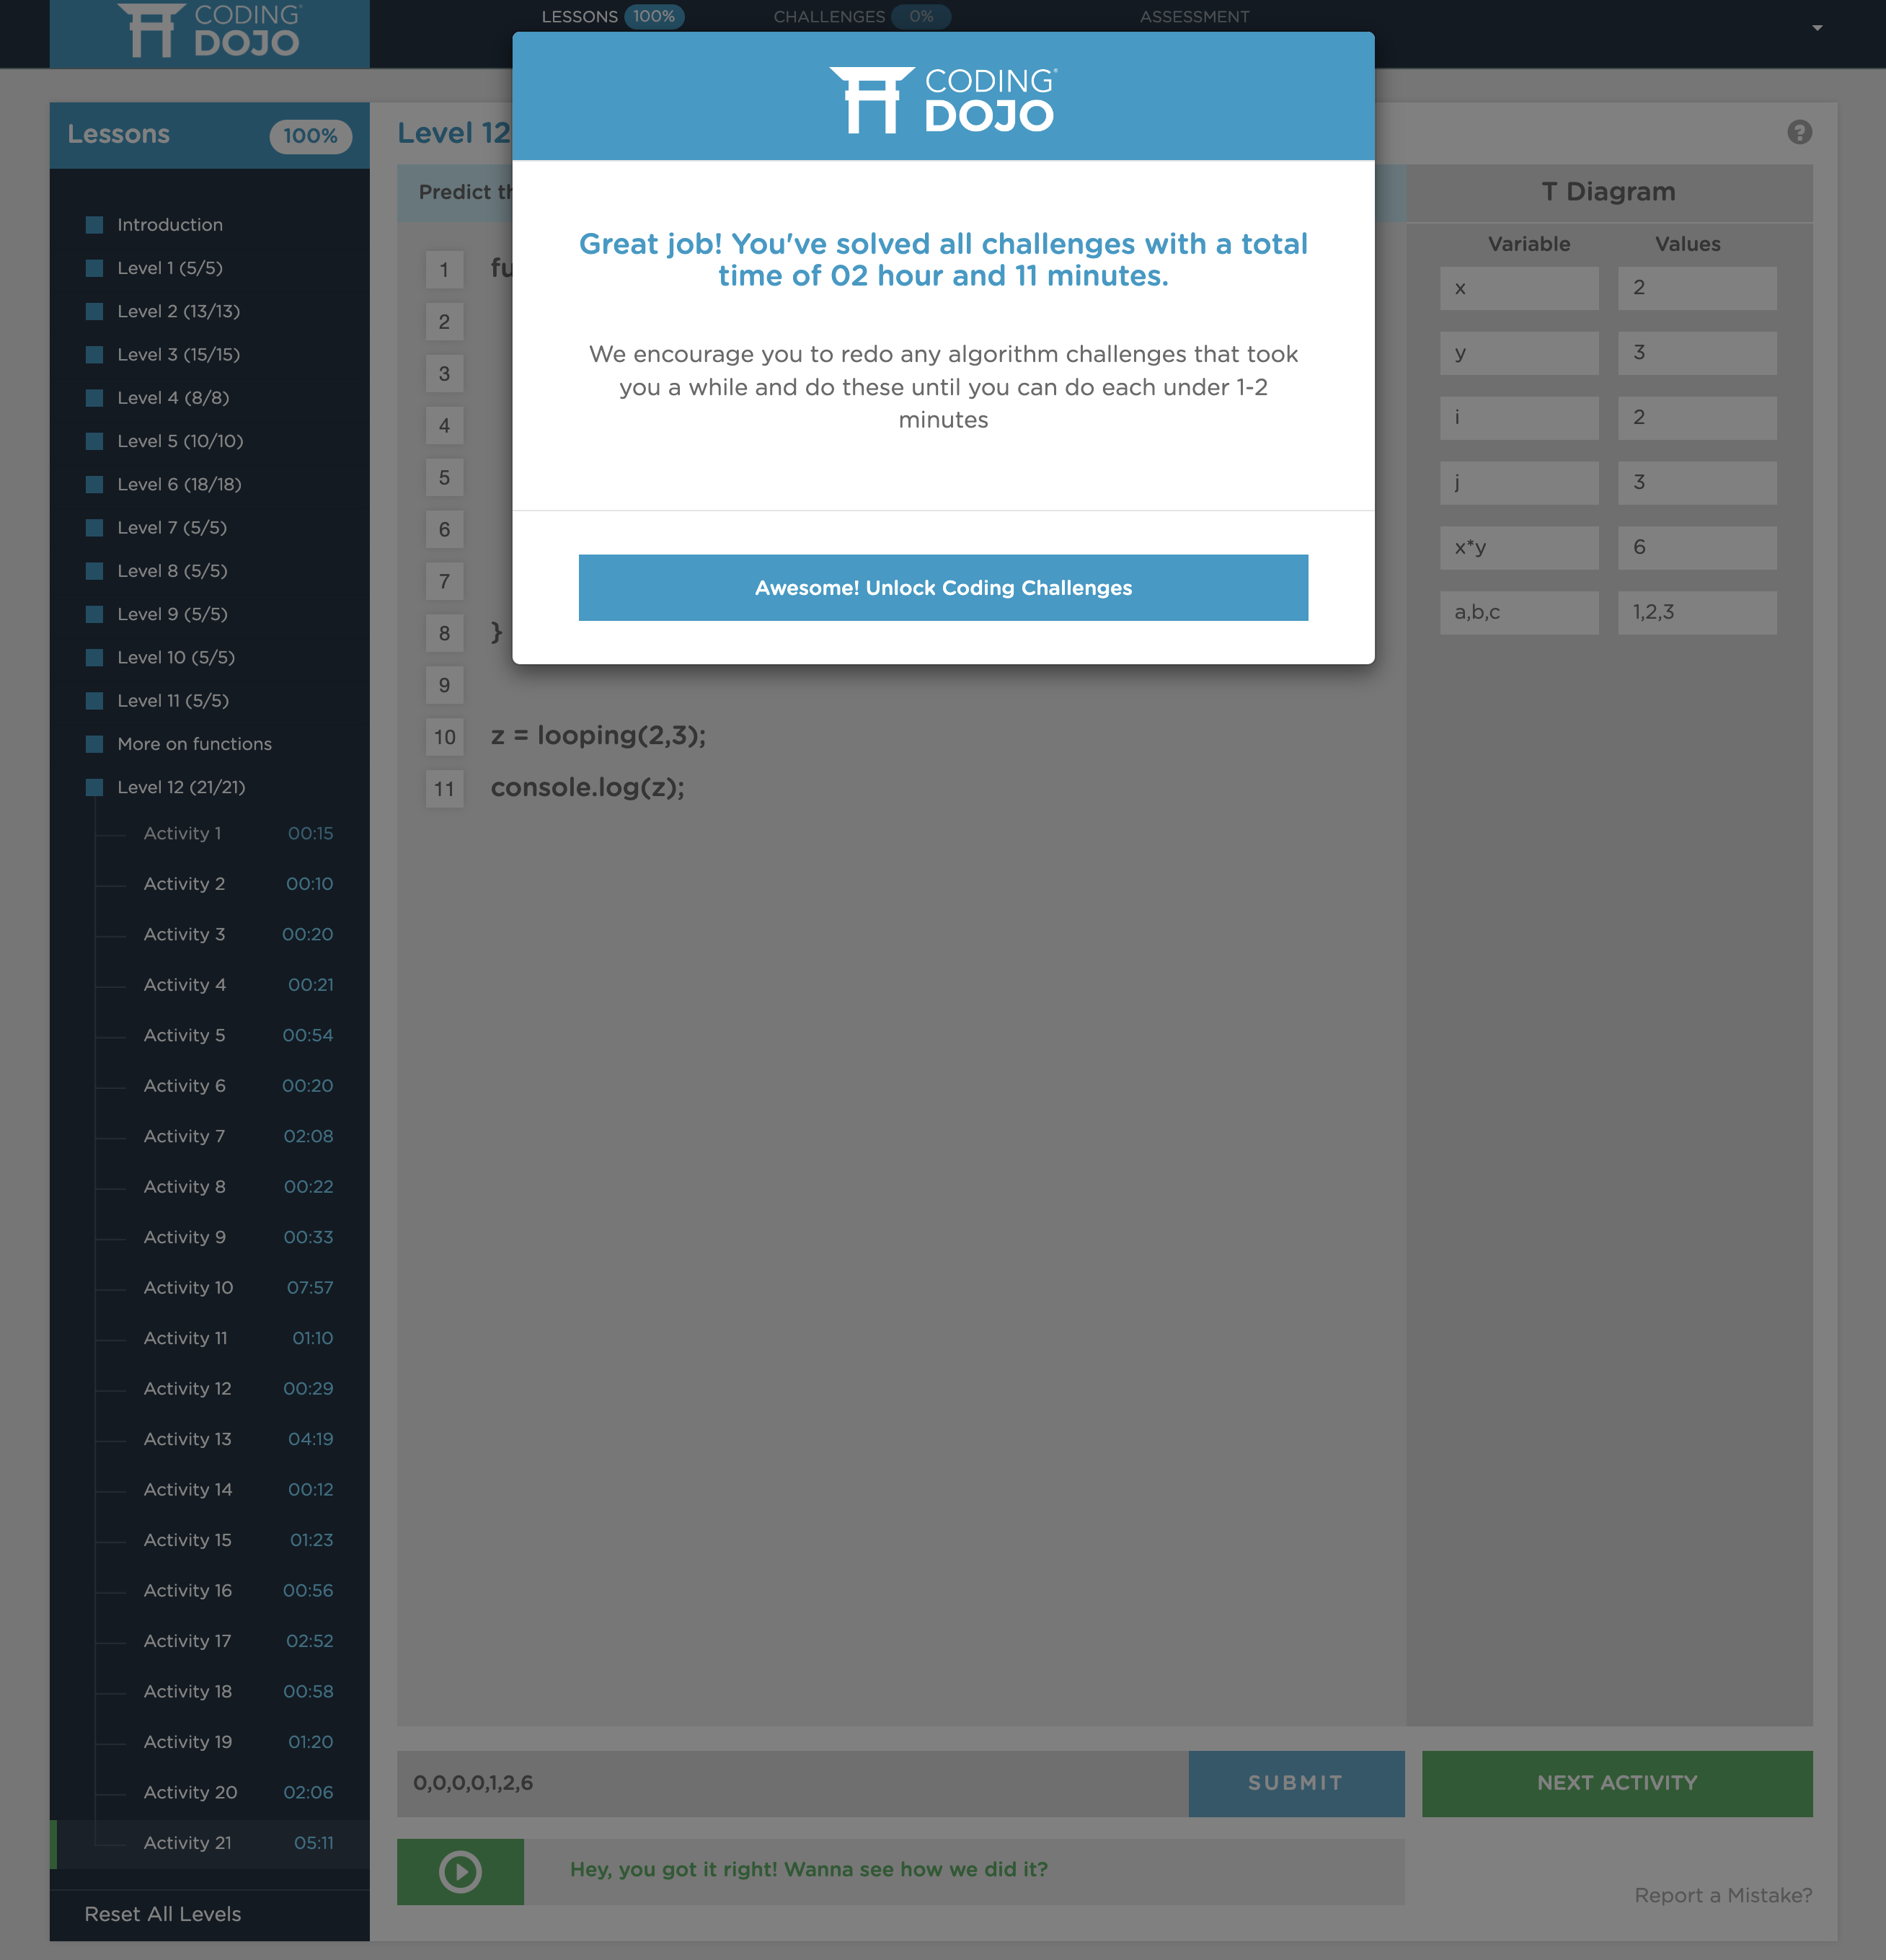 CODING
DOJO
LESSONS 100%
CHALLENGES 0%
ASSESSMENT
CODING
DOJO
Great job! You've solved all challenges with a total
time of 02 hour and 11 minutes.
We encourage you to redo any algorithm challenges that took
you a while and do these until you can do each under 1-2
minutes
Awesome! Unlock Coding Challenges
Lessons 100%
Introduction
Level 1 (5/5)
Level 2 (13/13)
Level 3 (15/15)
Level 4 (8/8)
Level 5 (10/10)
Level 6 (18/18)
Level 7 (5/5)
Level 8 (5/5)
Level 9 (5/5)
Level 10 (5/5)
Level 11 (5/5)
More on functions
Level 12 (21/21)
Activity 1 00:15
Activity 2 00:10
Activity 3 00:20
Activity 4 00:21
Activity 5 00:54
Activity 6 00:20
Activity 7 02:08
Activity 8 00:22
Activity 9 00:33
Activity 10 07:57
Activity 11 01:10
Activity 12 00:29
Activity 13 04:19
Activity 14 00:12
Activity 15 01:23
Activity 16 00:56
Activity 17 02:52
Activity 18 00:58
Activity 19 01:20
Activity 20 02:06
Activity 21 05:11
Reset All Levels
Level 12
Predict
1
2
3
4
5
6
7
8 }
9
10 z = looping(2,3);
11 console.log(z);
T Diagram
Variable Values
x 2
y 3
i 2
j 3
x*y 6
a,b,c 1,2,3
0,0,0,0,1,2,6
SUBMIT
NEXT ACTIVITY
Hey, you got it right! Wanna see how we did it?
Report a Mistake?